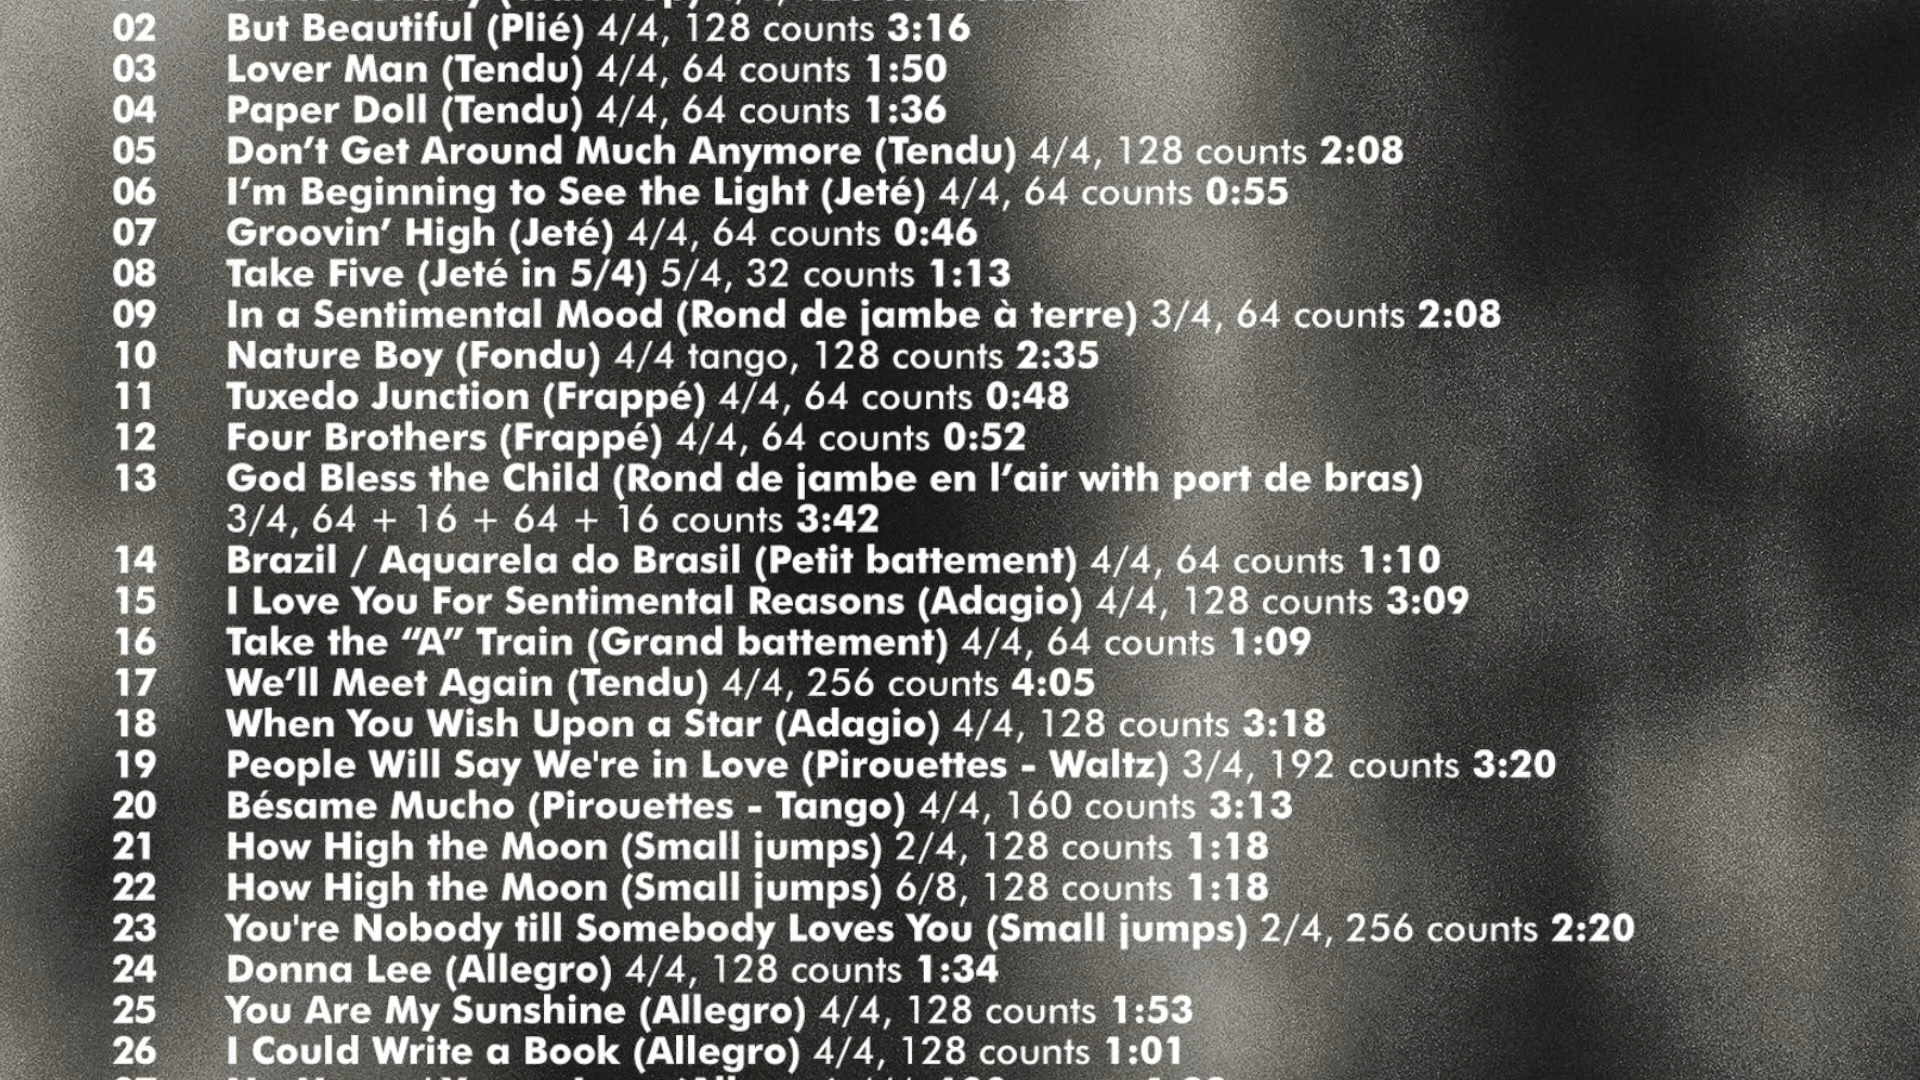 02 But Beautiful (Plié) 4/4, 128 counts 3:16
03 Lover Man (Tendu) 4/4, 64 counts 1:50
04 Paper Doll (Tendu) 4/4, 64 counts 1:36
05 Don’t Get Around Much Anymore (Tendu) 4/4, 128 counts 2:08
06 I’m Beginning to See the Light (Jeté) 4/4, 64 counts 0:55
07 Groovin’ High (Jeté) 4/4, 64 counts 0:46
08 Take Five (Jeté in 5/4) 5/4, 32 counts 1:13
09 In a Sentimental Mood (Rond de jambe à terre) 3/4, 64 counts 2:08
10 Nature Boy (Fondu) 4/4 tango, 128 counts 2:35
11 Tuxedo Junction (Frappé) 4/4, 64 counts 0:48
12 Four Brothers (Frappé) 4/4, 64 counts 0:52
13 God Bless the Child (Rond de jambe en l’air with port de bras)
3/4, 64 + 16 + 64 + 16 counts 3:42
14 Brazil / Aquarela do Brasil (Petit battement) 4/4, 64 counts 1:10
15 I Love You For Sentimental Reasons (Adagio) 4/4, 128 counts 3:09
16 Take the “A” Train (Grand battement) 4/4, 64 counts 1:09
17 We’ll Meet Again (Tendu) 4/4, 256 counts 4:05
18 When You Wish Upon a Star (Adagio) 4/4, 128 counts 3:18
19 People Will Say We're in Love (Pirouettes - Waltz) 3/4, 192 counts 3:20
20 Bésame Mucho (Pirouettes - Tango) 4/4, 160 counts 3:13
21 How High the Moon (Small jumps) 2/4, 128 counts 1:18
22 How High the Moon (Small jumps) 6/8, 128 counts 1:18
23 You're Nobody till Somebody Loves You (Small jumps) 2/4, 256 counts 2:20
24 Donna Lee (Allegro) 4/4, 128 counts 1:34
25 You Are My Sunshine (Allegro) 4/4, 128 counts 1:53
26 I Could Write a Book (Allegro) 4/4, 128 counts 1:01